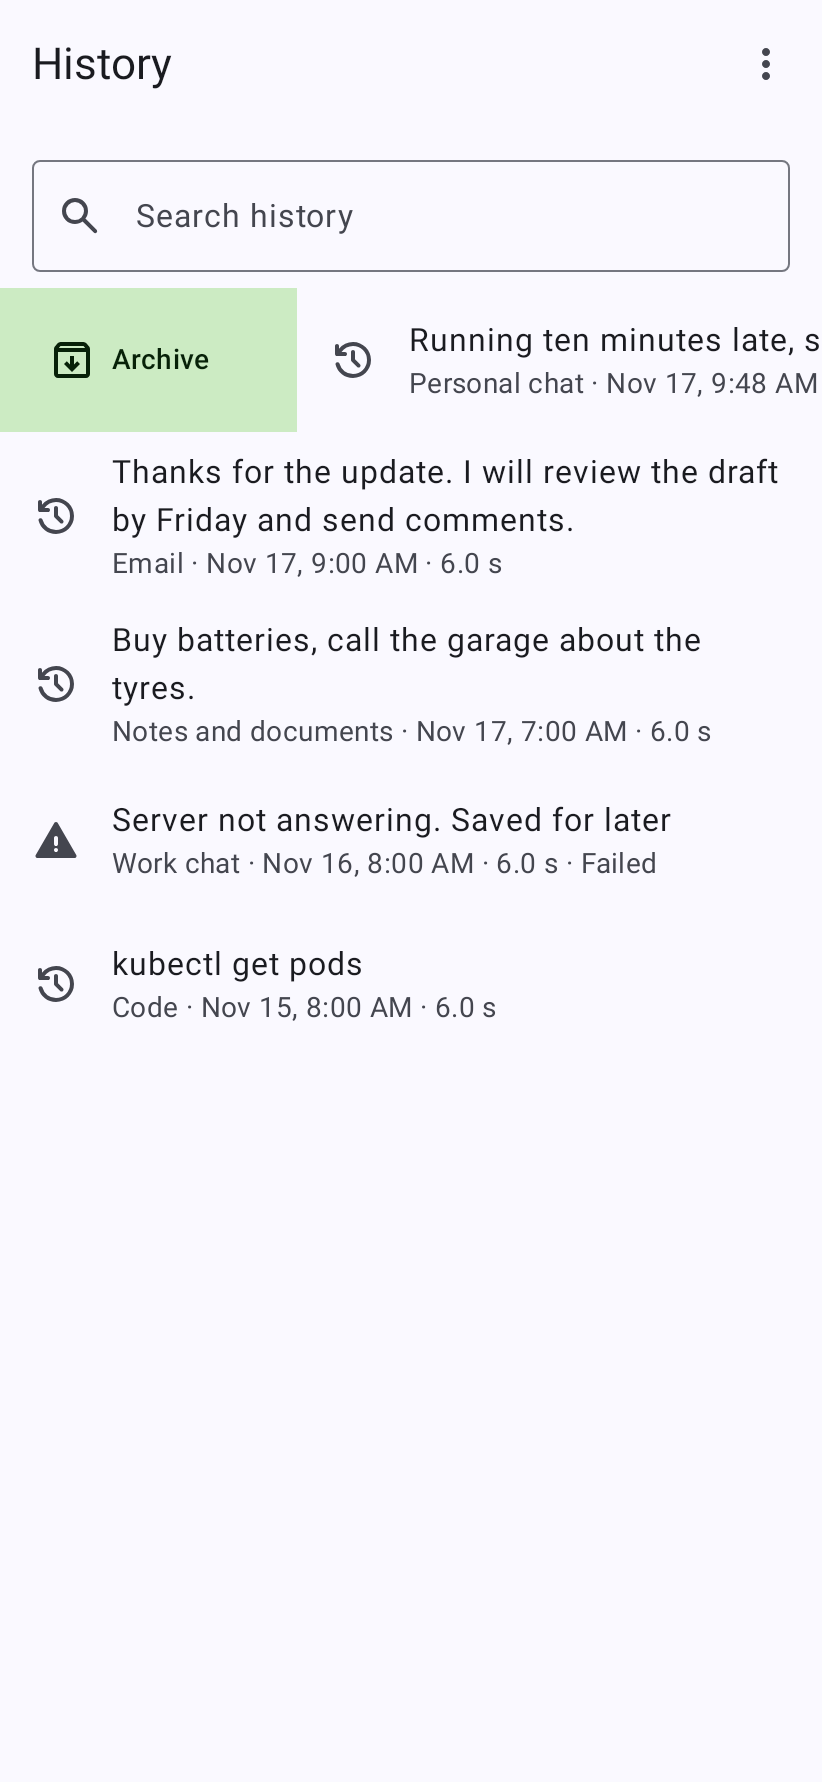 History
Search history
Archive
Running ten minutes late, s
Personal chat · Nov 17, 9:48 AM
Thanks for the update. I will review the draft
by Friday and send comments.
Email · Nov 17, 9:00 AM · 6.0 s
Buy batteries, call the garage about the
tyres.
Notes and documents · Nov 17, 7:00 AM · 6.0 s
Server not answering. Saved for later
Work chat · Nov 16, 8:00 AM · 6.0 s · Failed
kubectl get pods
Code · Nov 15, 8:00 AM · 6.0 s